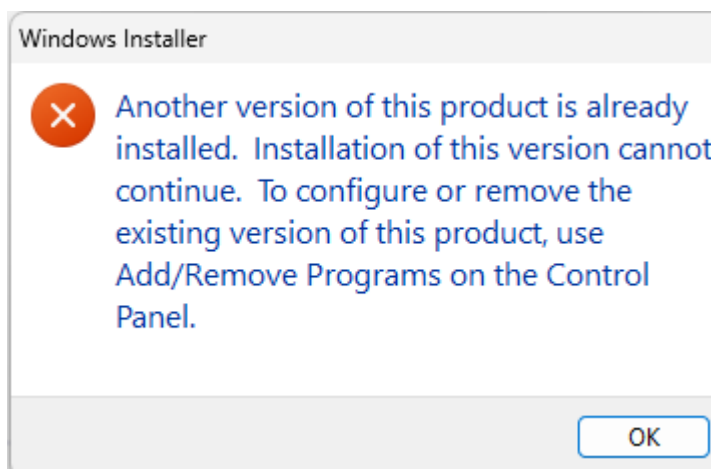 Windows Installer
Another version of this product is already
installed.  Installation of this version cannot
continue.  To configure or remove the
existing version of this product, use
Add/Remove Programs on the Control
Panel.
OK